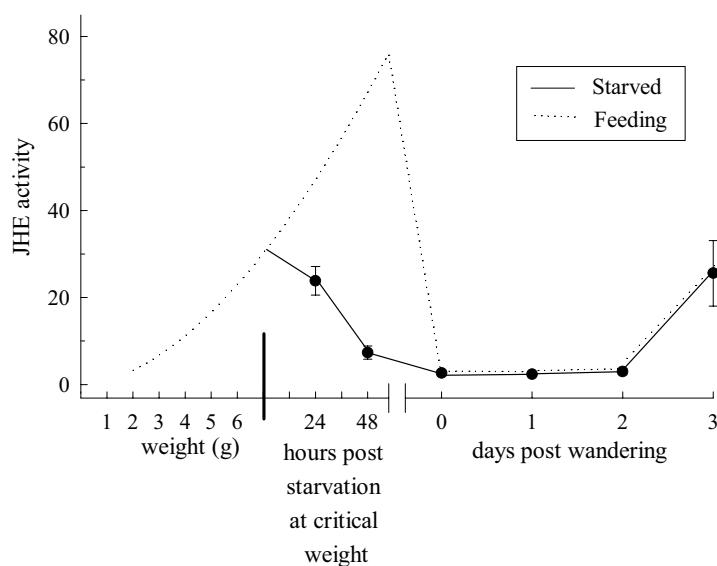 80
60
40
20
0
JHE activity
Starved
Feeding
1 2 3 4 5 6
weight (g)
24 48
hours post
starvation
at critical
weight
0 1 2 3
days post wandering